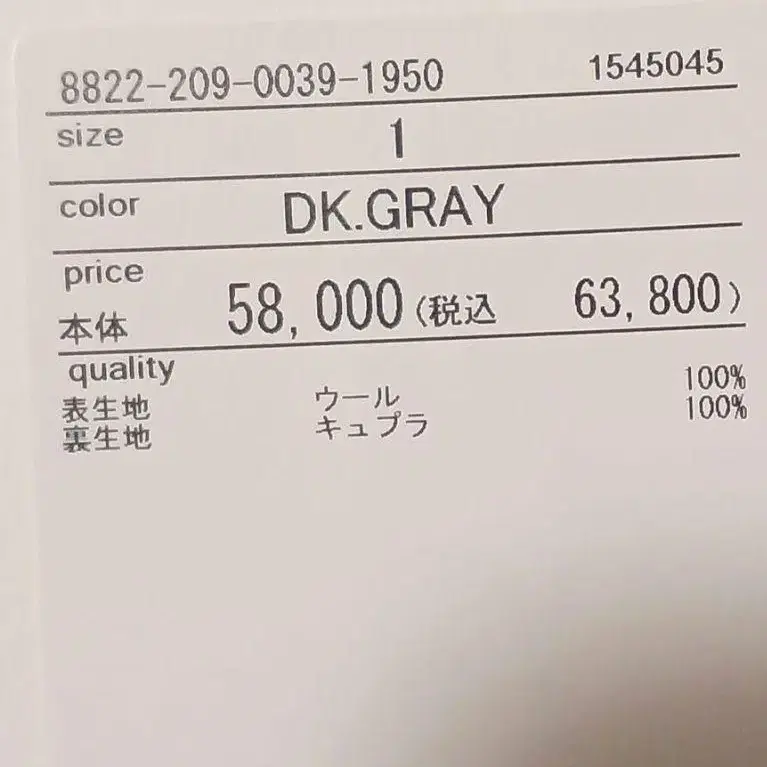 8822-209-0039-1950 1545045
size 1
color DK.GRAY
price
本体 58,000(税込 63,800)
quality
表生地 ウール 100%
裏生地 キュプラ 100%